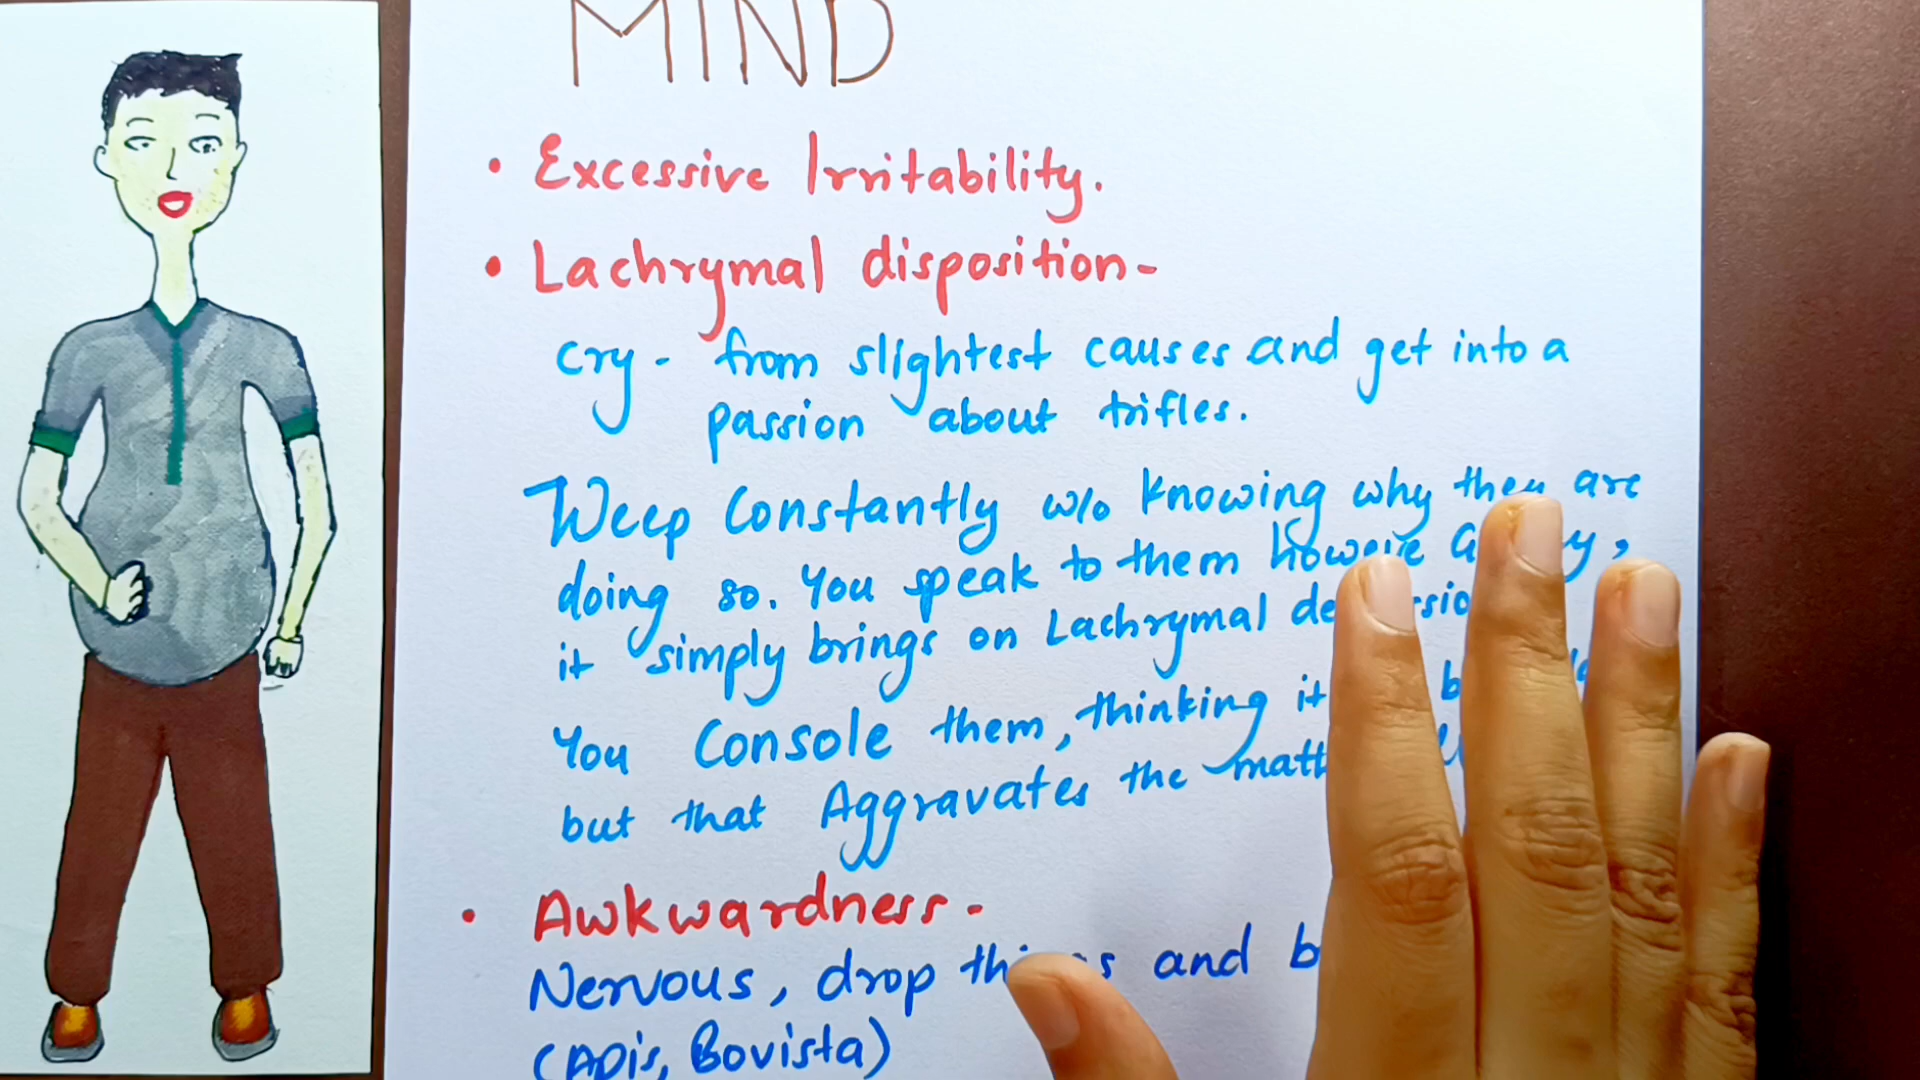 MIND
• Excessive Irritability.
• Lachrymal disposition -
cry - from slightest causes and get into a
passion about trifles.
Weep Constantly w/o knowing why they are
doing so. You speak to them
it simply brings on Lachrymal
You Console them, thinking it
but that Aggravates the
• Awkwardness -
Nervous, drop and
(Apis, Bovista)